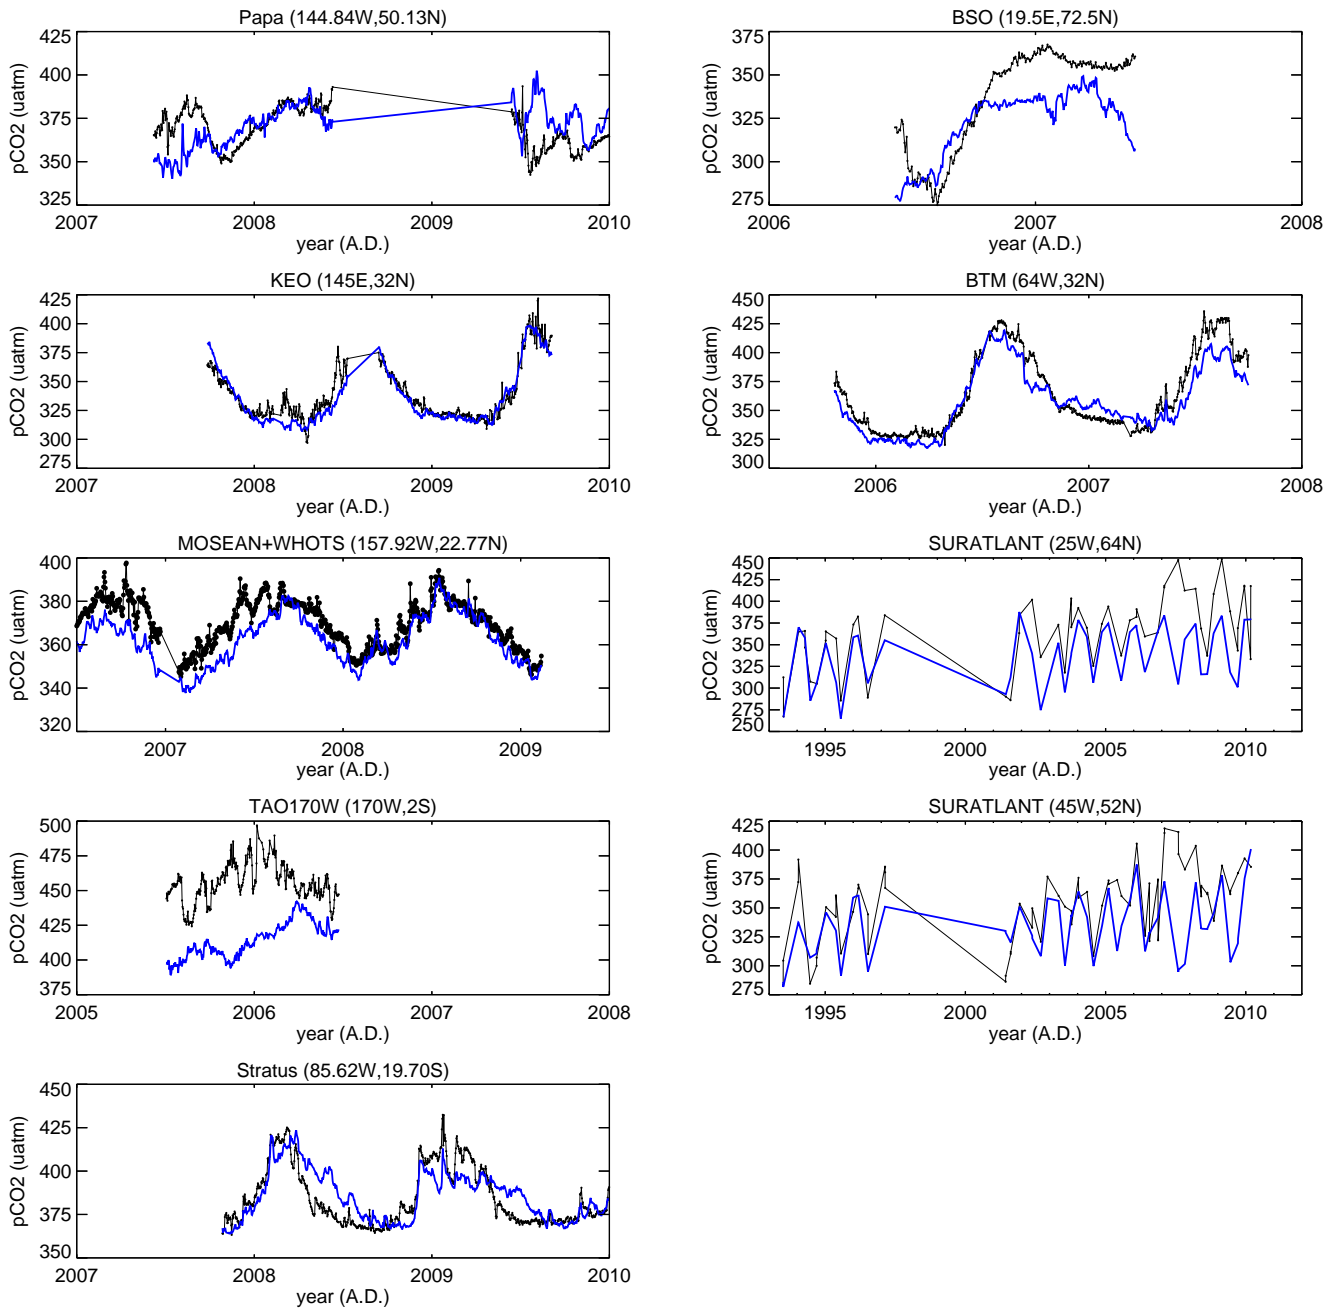 Papa (144.84W,50.13N)
425
400
375
350
325
pCO2 (uatm)
2007 2008 2009 2010
year (A.D.)
BSO (19.5E,72.5N)
375
350
325
300
275
pCO2 (uatm)
2006 2007 2008
year (A.D.)
KEO (145E,32N)
425
400
375
350
325
300
275
pCO2 (uatm)
2007 2008 2009 2010
year (A.D.)
BTM (64W,32N)
450
425
400
375
350
325
300
pCO2 (uatm)
2006 2007 2008
year (A.D.)
MOSEAN+WHOTS (157.92W,22.77N)
400
380
360
340
320
pCO2 (uatm)
2007 2008 2009
year (A.D.)
SURATLANT (25W,64N)
450
425
400
375
350
325
300
275
250
pCO2 (uatm)
1995 2000 2005 2010
year (A.D.)
TAO170W (170W,2S)
500
475
450
425
400
375
pCO2 (uatm)
2005 2006 2007 2008
year (A.D.)
SURATLANT (45W,52N)
425
400
375
350
325
300
275
pCO2 (uatm)
1995 2000 2005 2010
year (A.D.)
Stratus (85.62W,19.70S)
450
425
400
375
350
pCO2 (uatm)
2007 2008 2009 2010
year (A.D.)